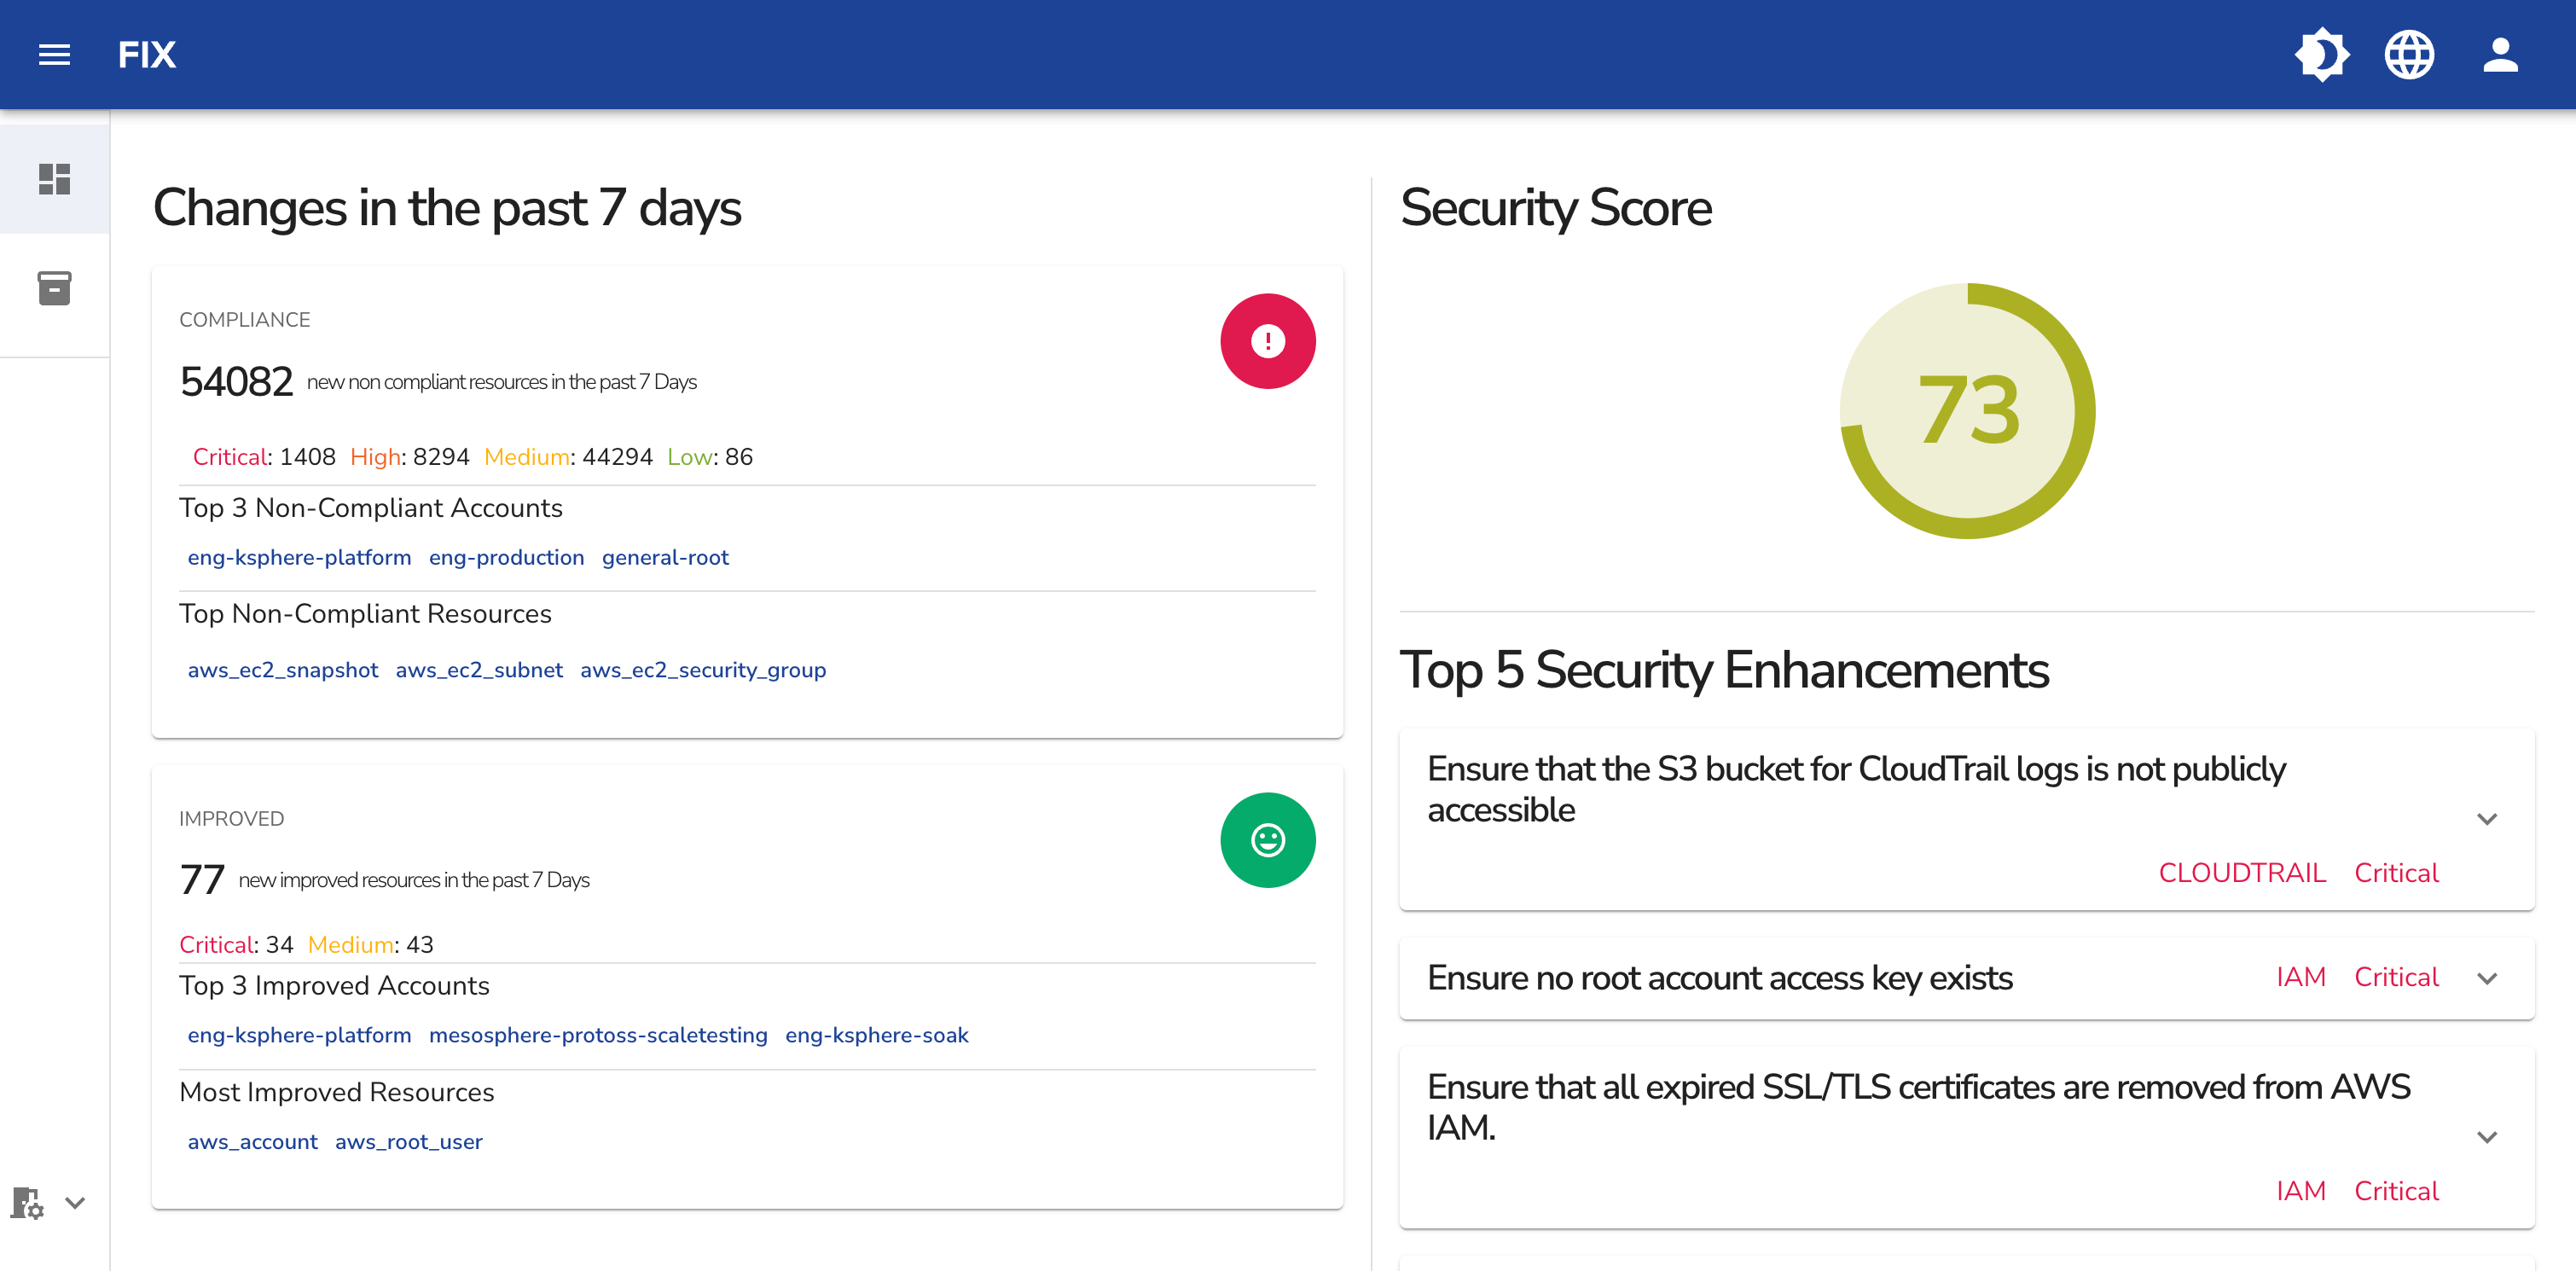 FIX
Changes in the past 7 days
COMPLIANCE
54082 new non compliant resources in the past 7 Days
Critical: 1408 High: 8294 Medium: 44294 Low: 86
Top 3 Non-Compliant Accounts
eng-ksphere-platform eng-production general-root
Top Non-Compliant Resources
aws_ec2_snapshot aws_ec2_subnet aws_ec2_security_group
IMPROVED
77 new improved resources in the past 7 Days
Critical: 34 Medium: 43
Top 3 Improved Accounts
eng-ksphere-platform mesosphere-protoss-scaletesting eng-ksphere-soak
Most Improved Resources
aws_account aws_root_user
Security Score
73
Top 5 Security Enhancements
Ensure that the S3 bucket for CloudTrail logs is not publicly
accessible
CLOUDTRAIL Critical
Ensure no root account access key exists IAM Critical
Ensure that all expired SSL/TLS certificates are removed from AWS
IAM.
IAM Critical